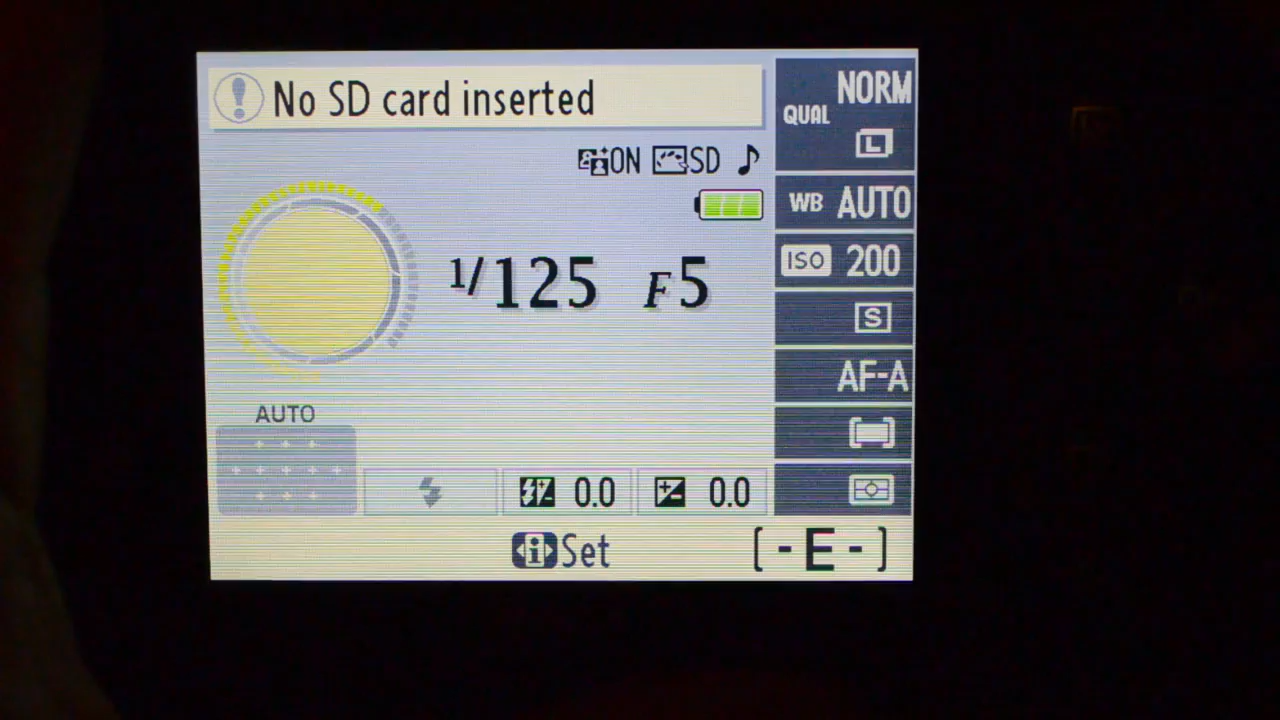 No SD card inserted
NORM
QUAL
L
ON SD
WB AUTO
ISO 200
1/125 F5
S
AF-A
AUTO
0.0 0.0
i Set
[-E-]